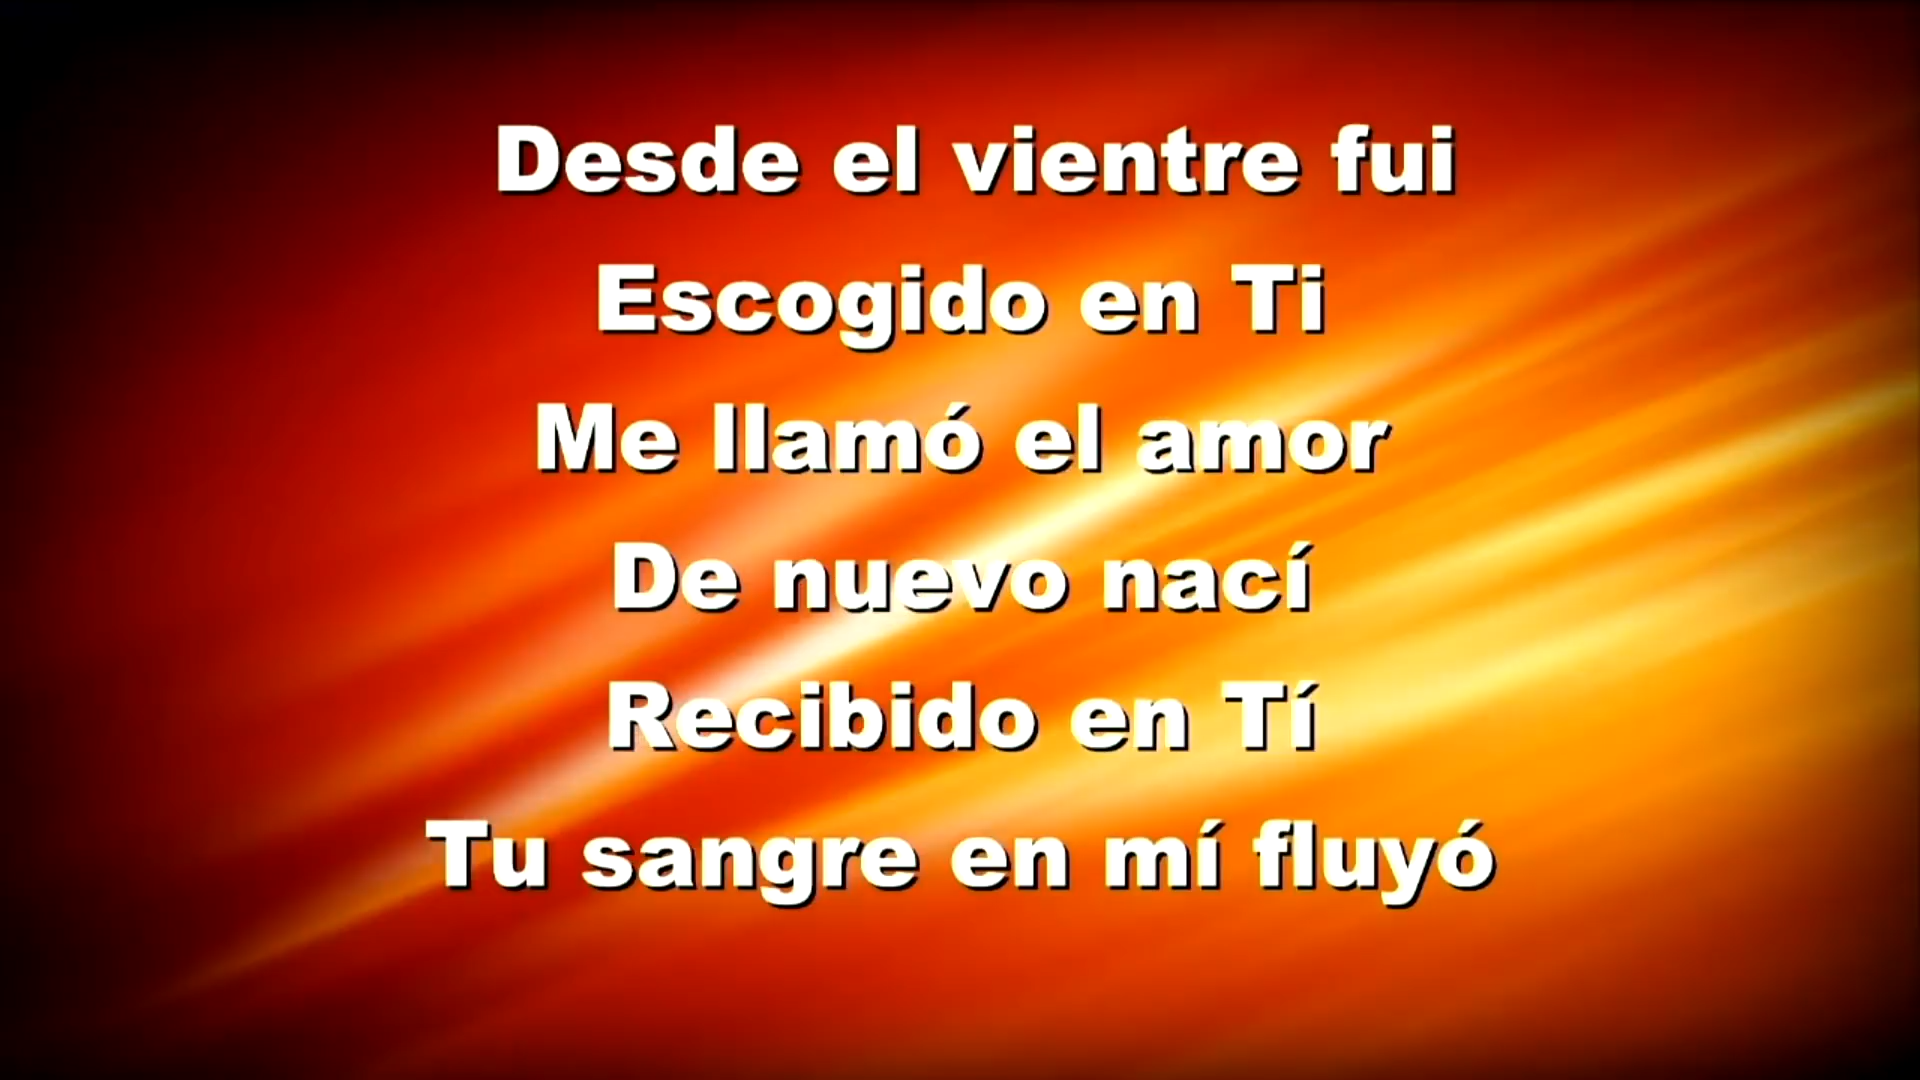 Desde el vientre fui
Escogido en Ti
Me llamó el amor
De nuevo nací
Recibido en Tí
Tu sangre en mí fluyó